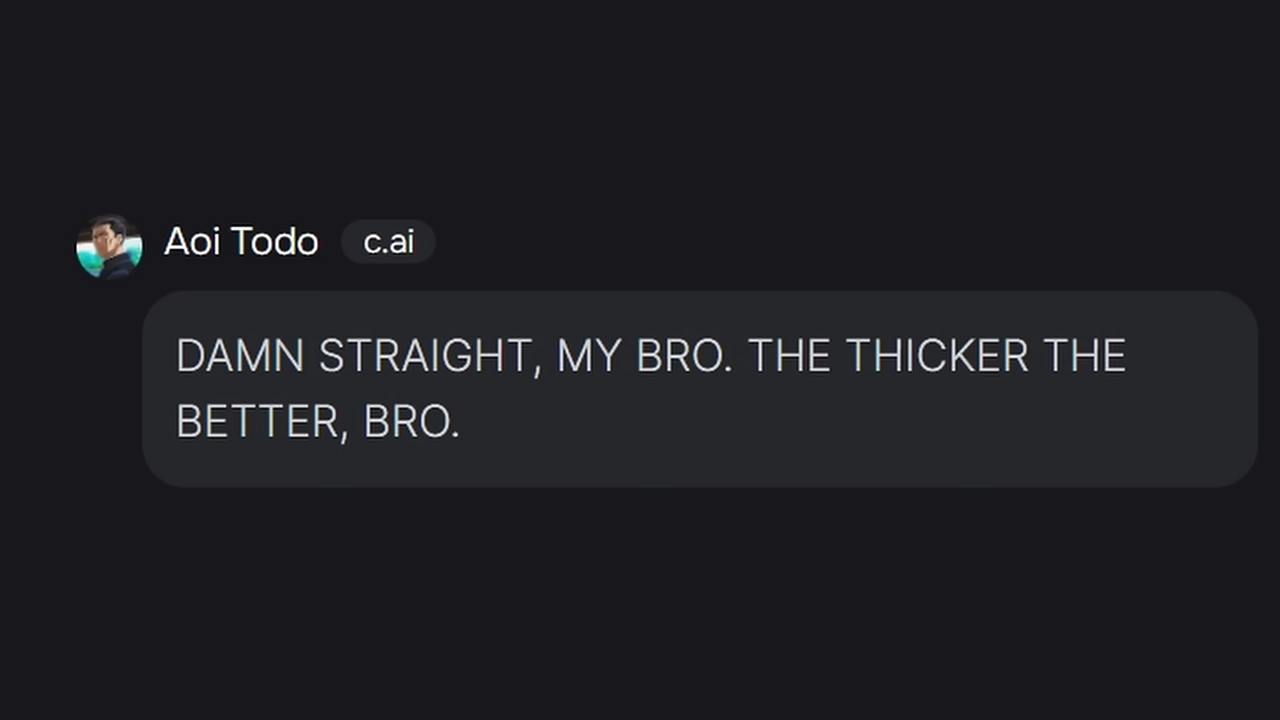 Aoi Todo c.ai
DAMN STRAIGHT, MY BRO. THE THICKER THE
BETTER, BRO.